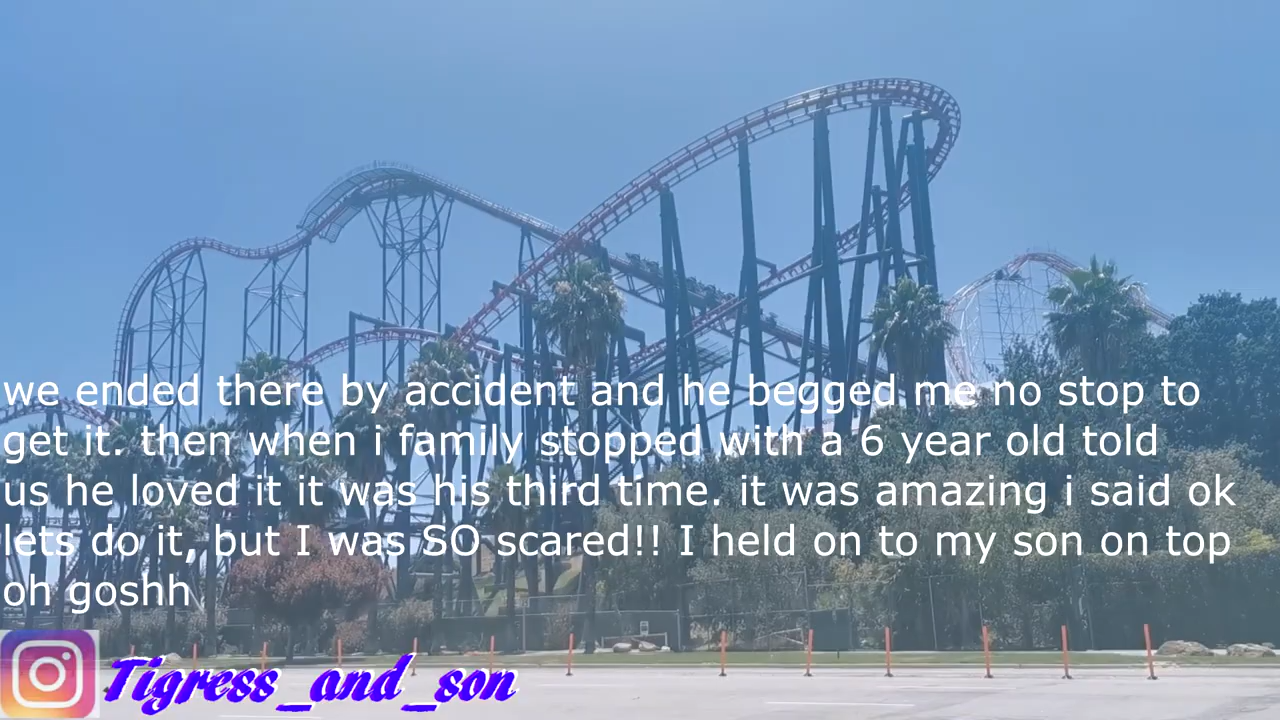 we ended there by accident and he begged me no stop to
get it. then when i family stopped with a 6 year old told
us he loved it it was his third time. it was amazing i said ok
lets do it, but I was SO scared!! I held on to my son on top
oh goshh
Tigress_and_son